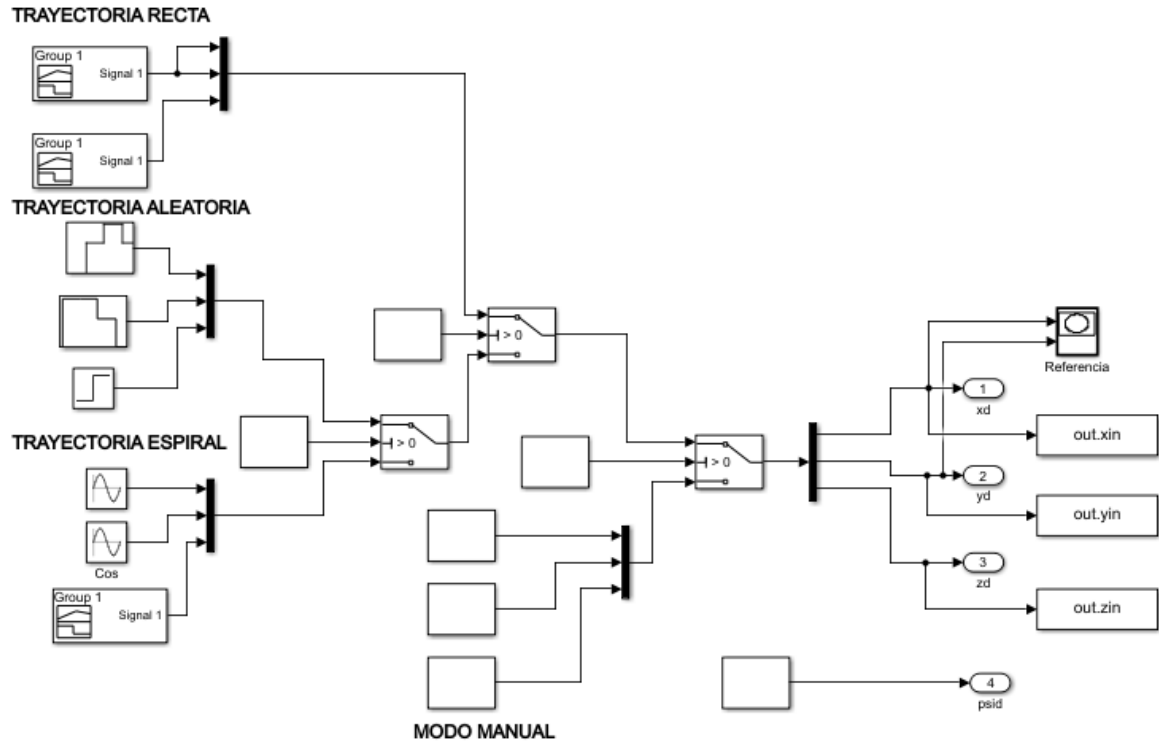 TRAYECTORIA RECTA
Group 1
Signal 1
Group 1
Signal 1
TRAYECTORIA ALEATORIA
> 0
Referencia
1
xd
out.xin
TRAYECTORIA ESPIRAL
> 0
> 0
2
yd
out.yin
Cos
3
zd
Group 1
Signal 1
out.zin
4
psid
MODO MANUAL